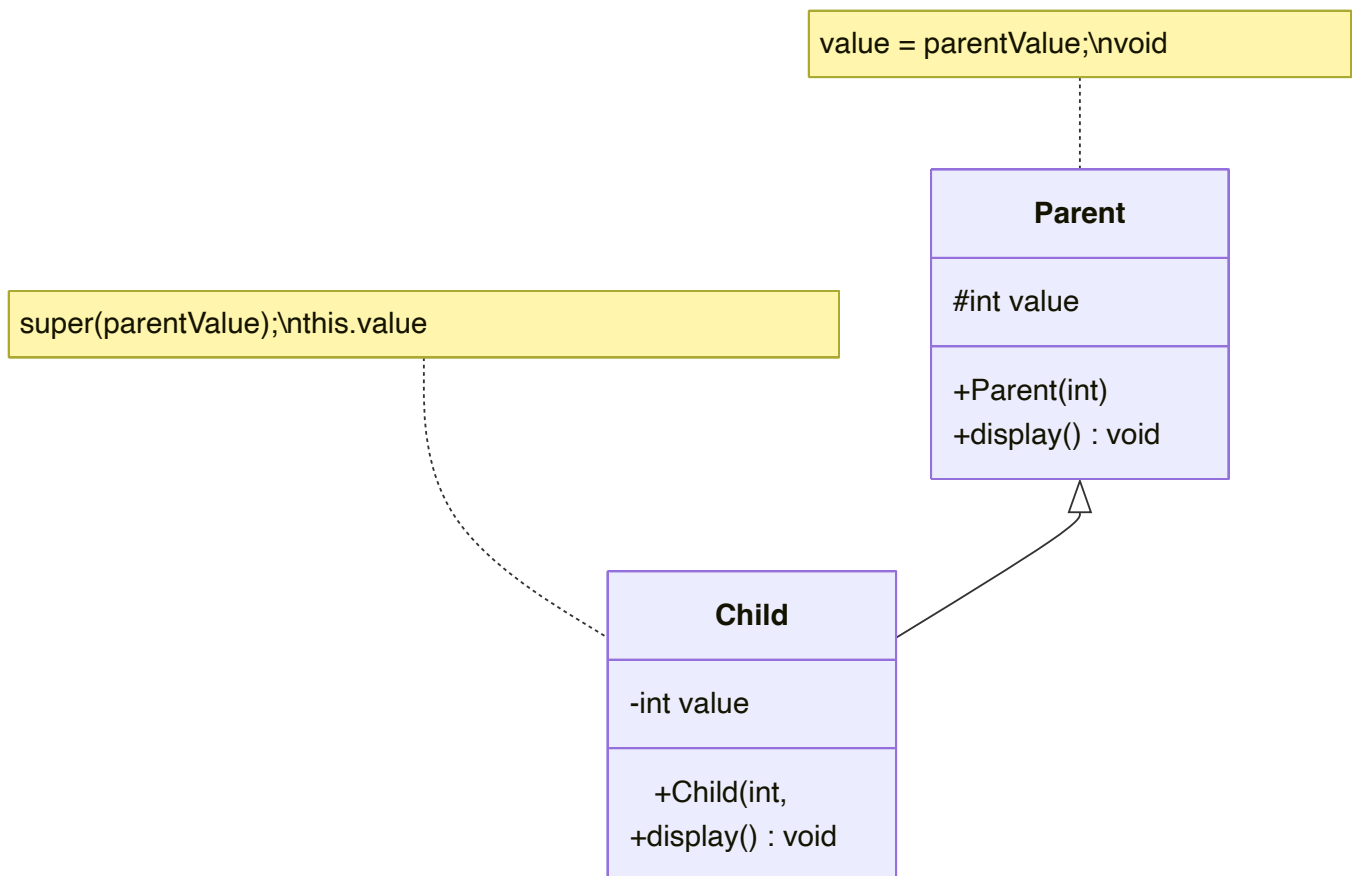 value = parentValue;\nvoid
Parent
#int value
+Parent(int)
+display() : void
super(parentValue);\nthis.value
Child
-int value
+Child(int,
+display() : void